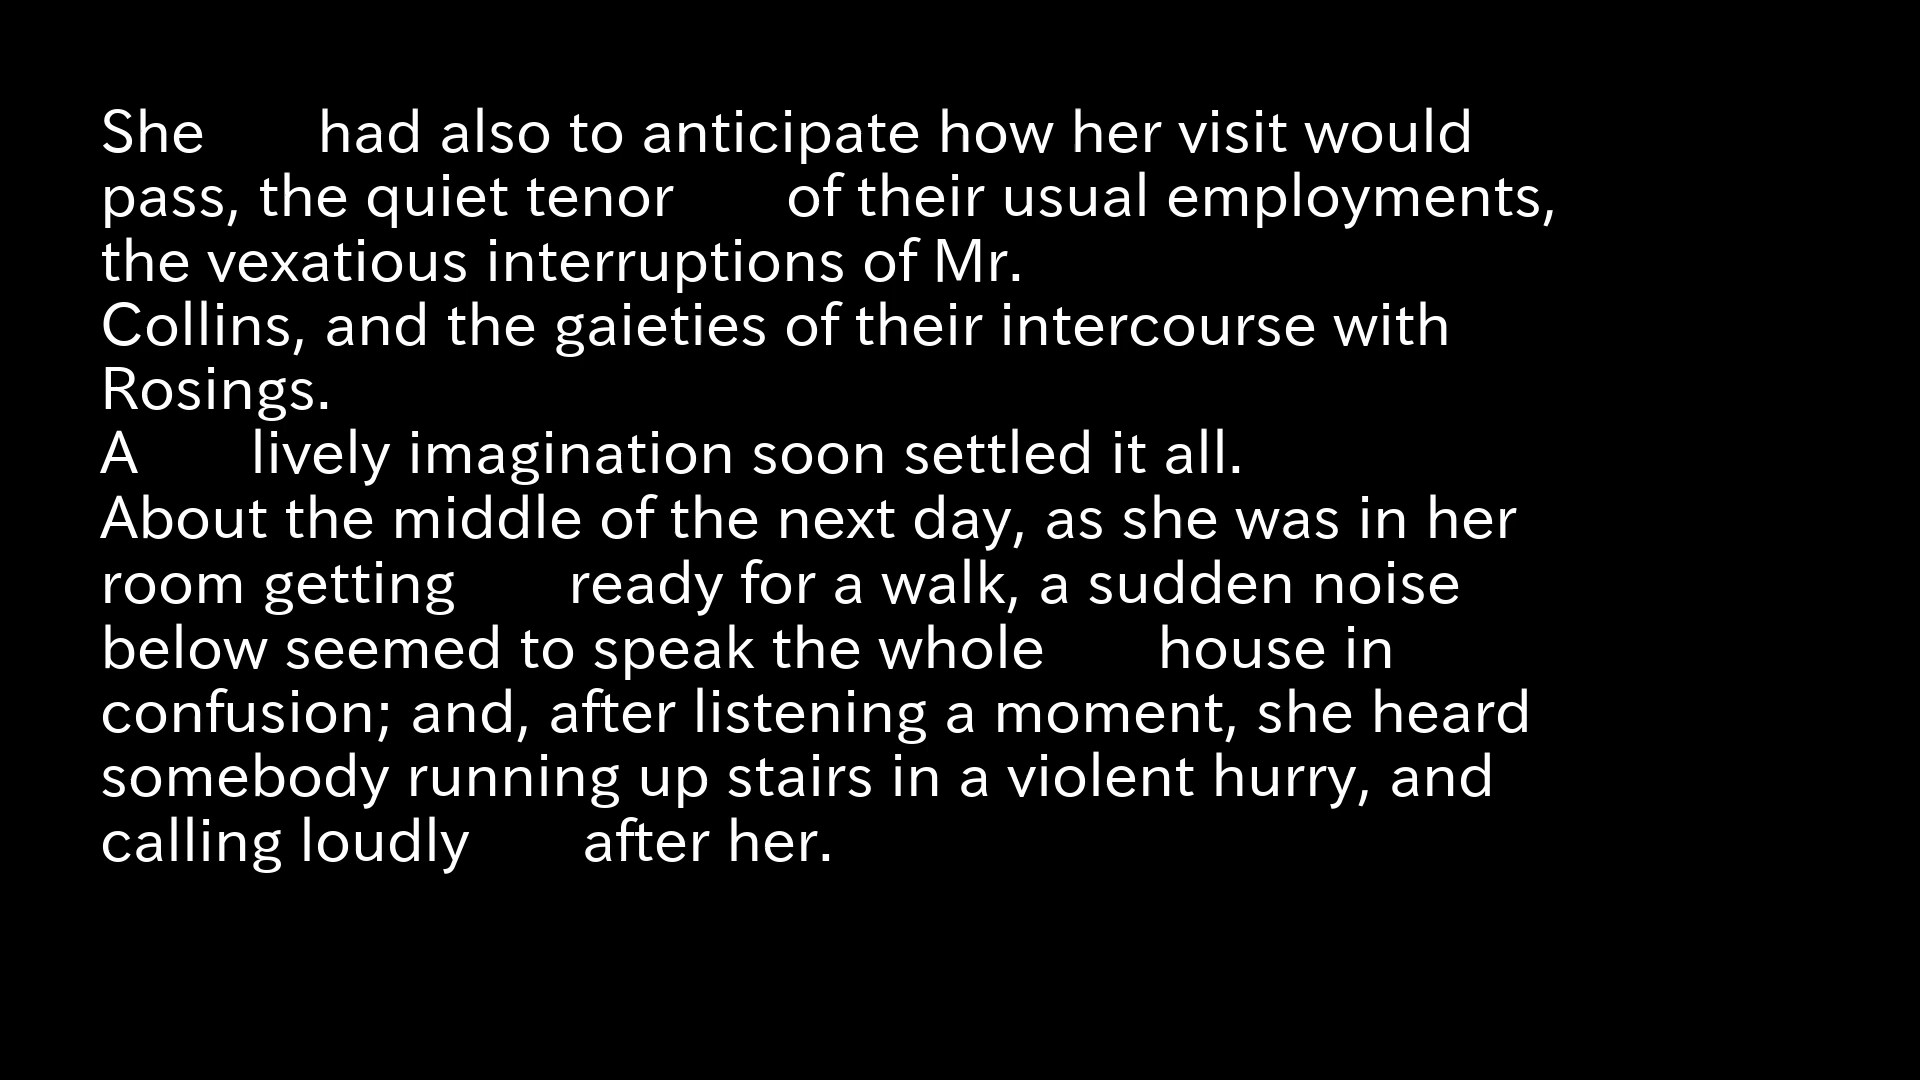 She       had also to anticipate how her visit would
pass, the quiet tenor       of their usual employments,
the vexatious interruptions of Mr.
Collins, and the gaieties of their intercourse with
Rosings.
A       lively imagination soon settled it all.
About the middle of the next day, as she was in her
room getting       ready for a walk, a sudden noise
below seemed to speak the whole       house in
confusion; and, after listening a moment, she heard
somebody running up stairs in a violent hurry, and
calling loudly       after her.